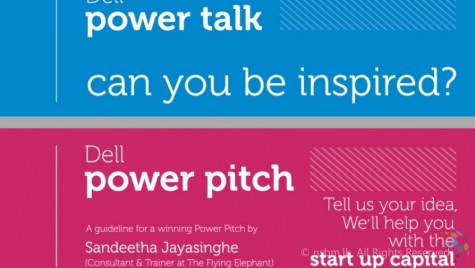 Dell
power talk
can you be inspired?
Dell
power pitch
Tell us your idea,
We'll help you
with the
start up capital
A guideline for a winning Power Pitch by
Sandeetha Jayasinghe
(Consultant & Trainer at The Flying Elephant)
All Rights Reserved